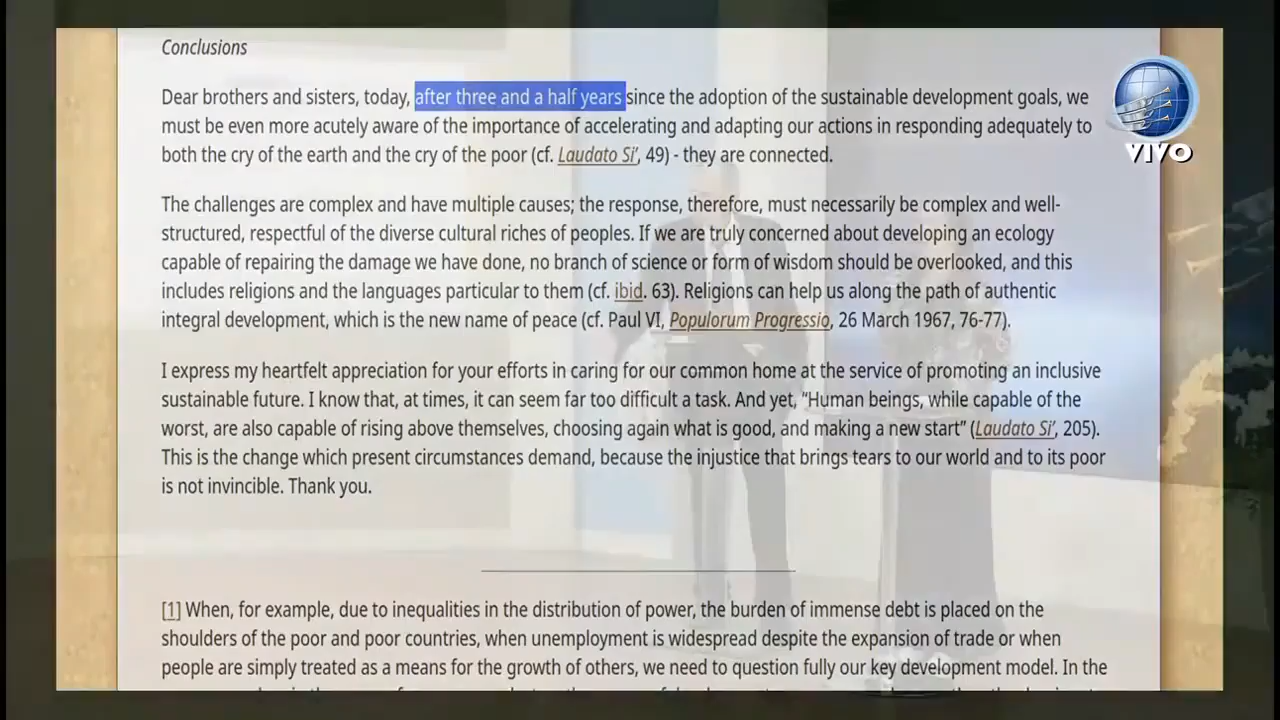 Conclusions
Dear brothers and sisters, today, after three and a half years since the adoption of the sustainable development goals, we
must be even more acutely aware of the importance of accelerating and adapting our actions in responding adequately to
both the cry of the earth and the cry of the poor (cf. Laudato Si', 49) - they are connected.
The challenges are complex and have multiple causes; the response, therefore, must necessarily be complex and well-
structured, respectful of the diverse cultural riches of peoples. If we are truly concerned about developing an ecology
capable of repairing the damage we have done, no branch of science or form of wisdom should be overlooked, and this
includes religions and the languages particular to them (cf. ibid. 63). Religions can help us along the path of authentic
integral development, which is the new name of peace (cf. Paul VI, Populorum Progressio, 26 March 1967, 76-77).
I express my heartfelt appreciation for your efforts in caring for our common home at the service of promoting an inclusive
sustainable future. I know that, at times, it can seem far too difficult a task. And yet, "Human beings, while capable of the
worst, are also capable of rising above themselves, choosing again what is good, and making a new start" (Laudato Si', 205).
This is the change which present circumstances demand, because the injustice that brings tears to our world and to its poor
is not invincible. Thank you.
[1] When, for example, due to inequalities in the distribution of power, the burden of immense debt is placed on the
shoulders of the poor and poor countries, when unemployment is widespread despite the expansion of trade or when
people are simply treated as a means for the growth of others, we need to question fully our key development model. In the
VIVO